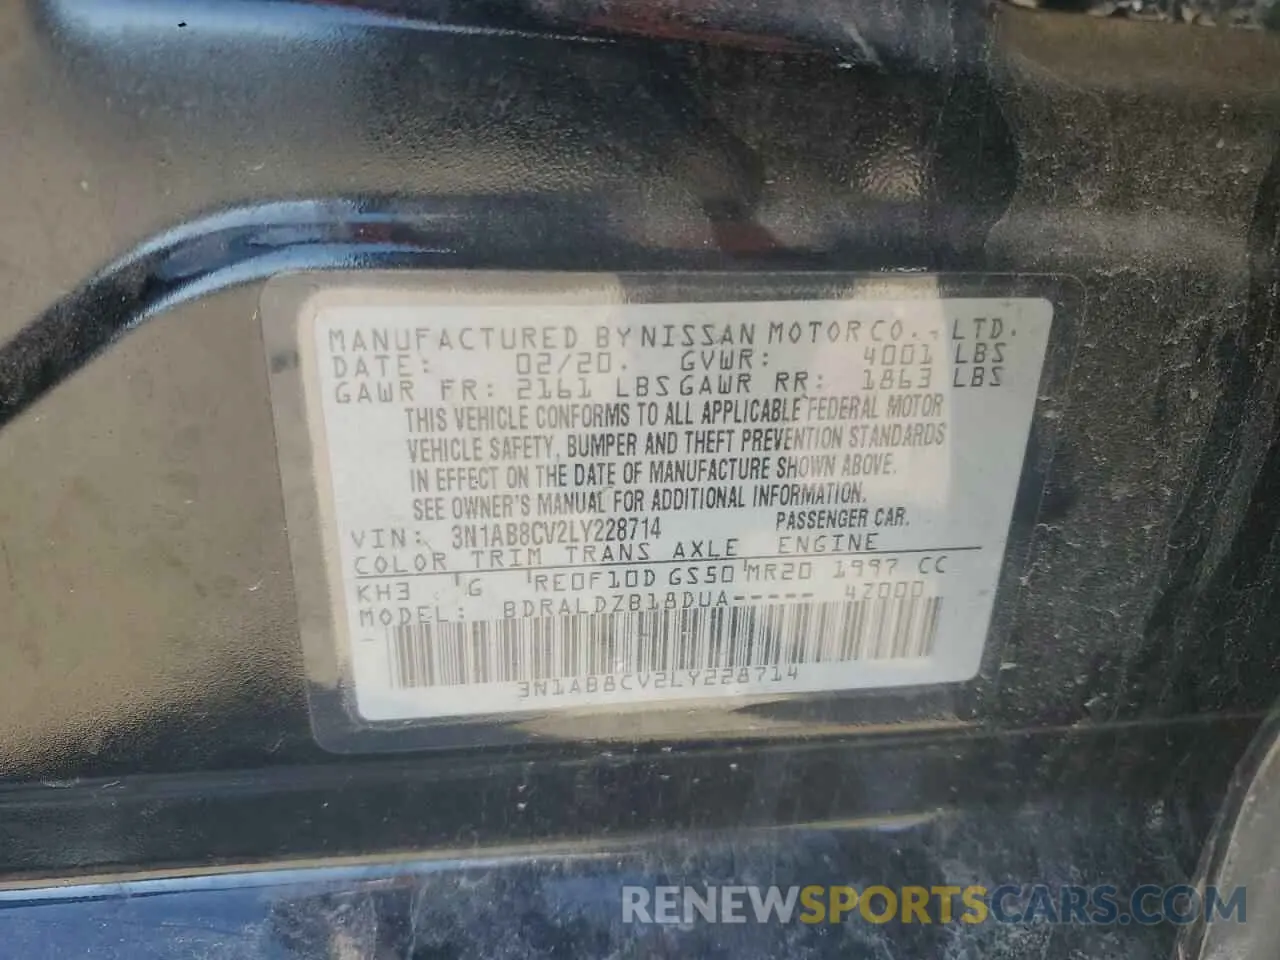 MANUFACTURED BY NISSAN MOTOR CO., LTD.
DATE: 02/20. GVWR: 4001 LBS
GAWR FR: 2161 LBS GAWR RR: 1863 LBS
THIS VEHICLE CONFORMS TO ALL APPLICABLE FEDERAL MOTOR
VEHICLE SAFETY, BUMPER AND THEFT PREVENTION STANDARDS
IN EFFECT ON THE DATE OF MANUFACTURE SHOWN ABOVE.
SEE OWNER'S MANUAL FOR ADDITIONAL INFORMATION.
VIN: 3N1AB8CV2LY228714 PASSENGER CAR.
COLOR TRIM TRANS AXLE ENGINE
KH3 G RE0F10D GS50 MR20 1997 CC
MODEL: BDRALDZB18DUA----- 47000
3N1AB8CV2LY228714
RENEWSPORTSCARS.COM